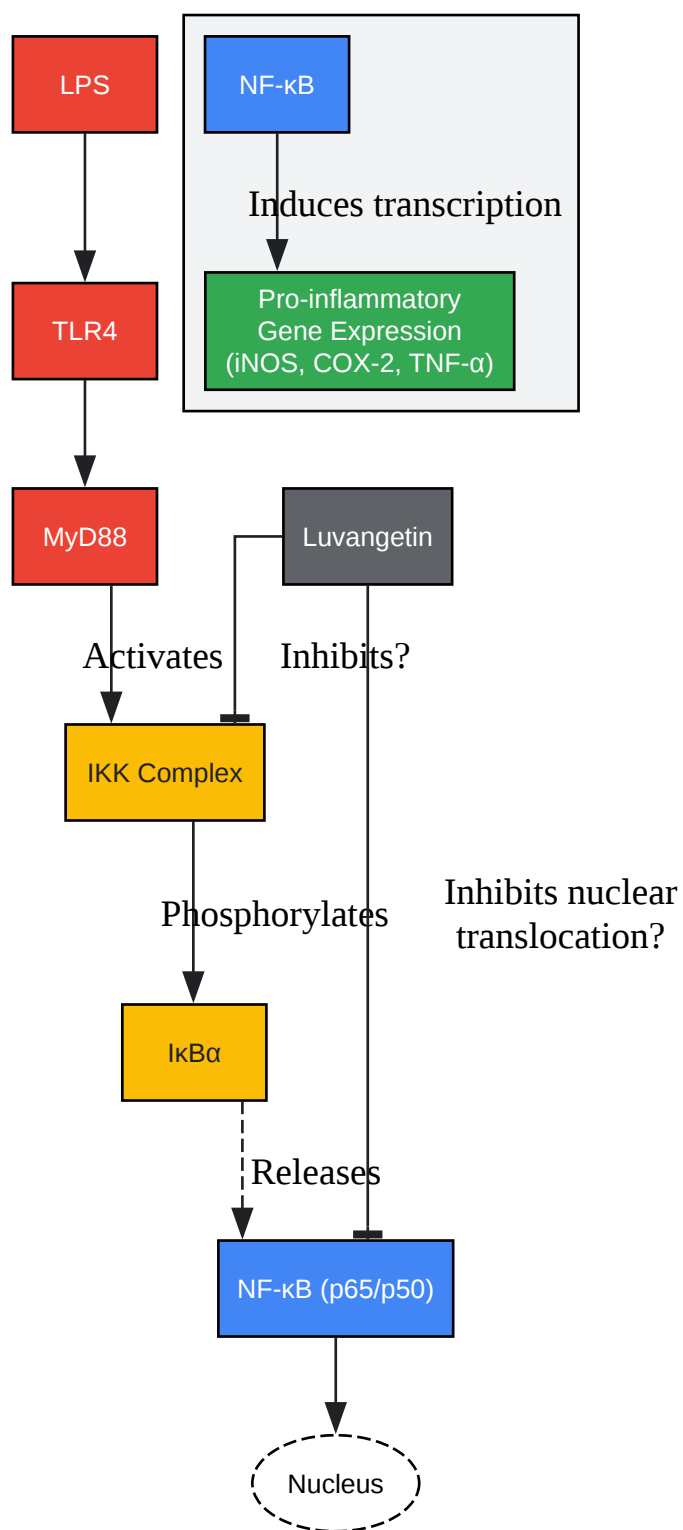 LPS
NF-κB
Induces transcription
Pro-inflammatory
Gene Expression
(iNOS, COX-2, TNF-α)
TLR4
MyD88
Luvangetin
Activates
Inhibits?
IKK Complex
Inhibits nuclear
translocation?
Phosphorylates
IκBα
Releases
NF-κB (p65/p50)
Nucleus